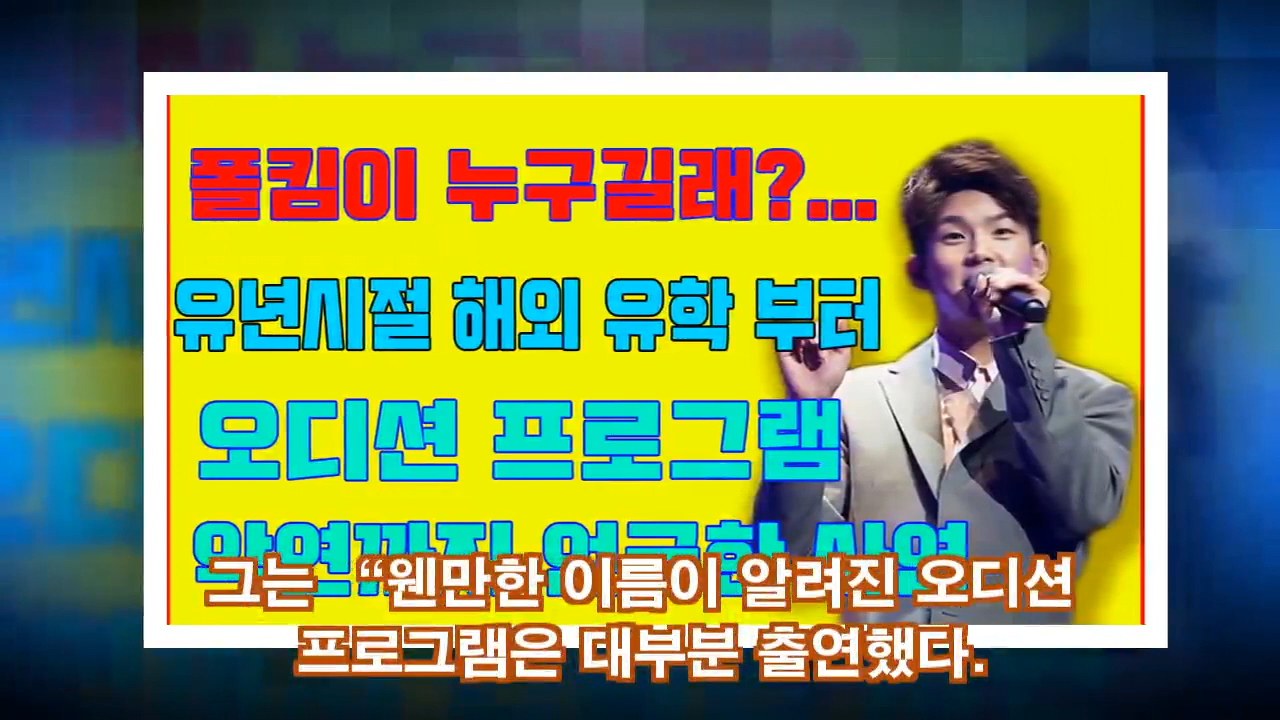 폴킴이 누구길래?...
유년시절 해외 유학 부터
오디션 프로그램
그는 “웬만한 이름이 알려진 오디션
프로그램은 대부분 출연했다.